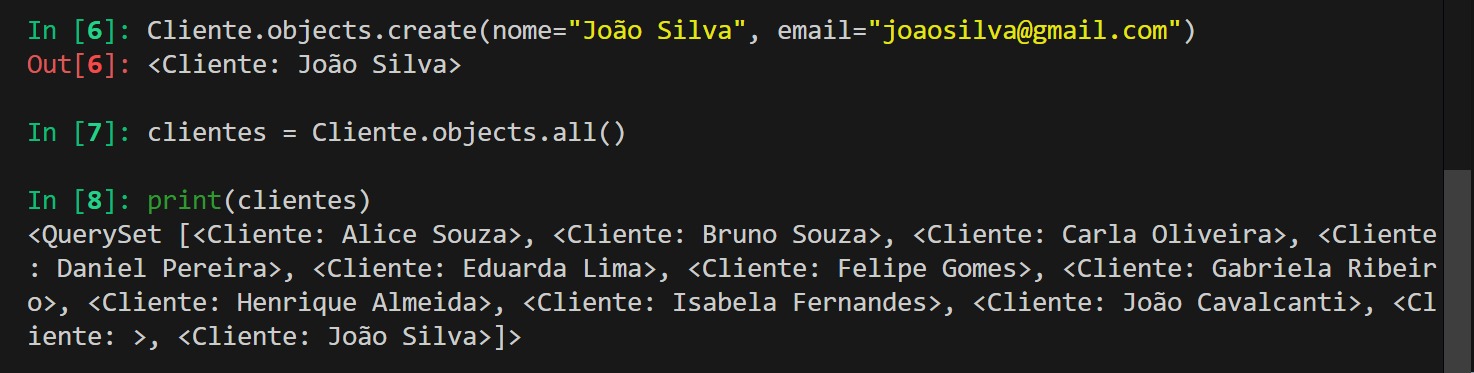 In [6]: Cliente.objects.create(nome="João Silva", email="joaosilva@gmail.com")
Out[6]: <Cliente: João Silva>
In [7]: clientes = Cliente.objects.all()
In [8]: print(clientes)
<QuerySet [<Cliente: Alice Souza>, <Cliente: Bruno Souza>, <Cliente: Carla Oliveira>, <Cliente
: Daniel Pereira>, <Cliente: Eduarda Lima>, <Cliente: Felipe Gomes>, <Cliente: Gabriela Ribeir
o>, <Cliente: Henrique Almeida>, <Cliente: Isabela Fernandes>, <Cliente: João Cavalcanti>, <Cl
iente: >, <Cliente: João Silva>]>